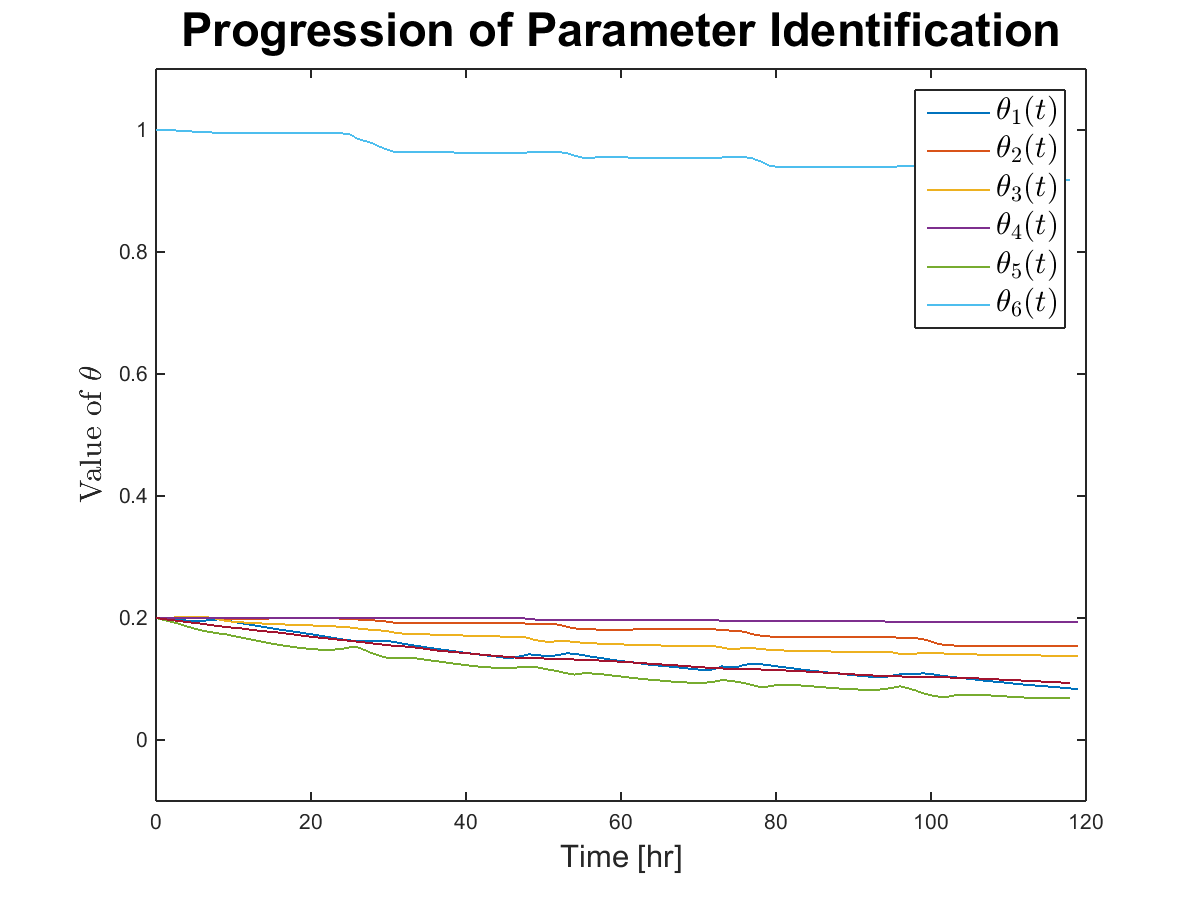 Progression of Parameter Identification
1
0.8
0.6
0.4
0.2
0
Value of θ
0 20 40 60 80 100 120
Time [hr]
θ₁(t)
θ₂(t)
θ₃(t)
θ₄(t)
θ₅(t)
θ₆(t)